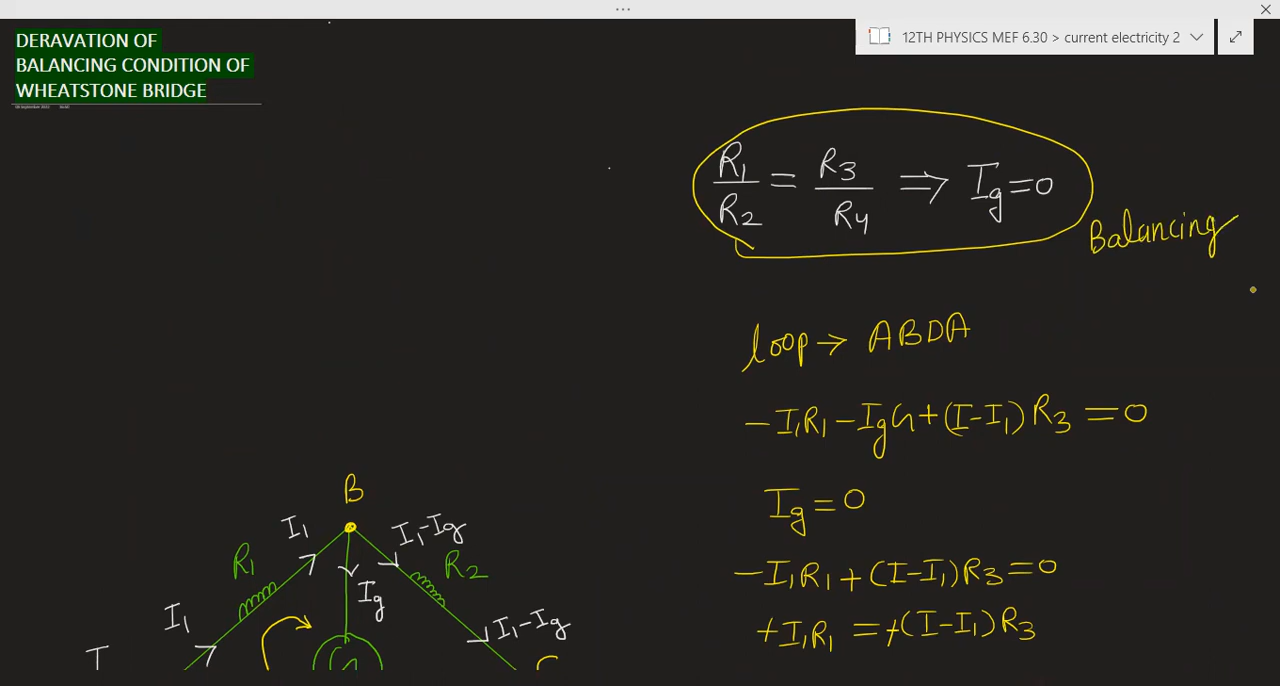 12TH PHYSICS MEF 6.30 > current electricity 2
DERAVATION OF
BALANCING CONDITION OF
WHEATSTONE BRIDGE
R1/R2 = R3/R4 ⟹ Ig=0
Balancing
loop → ABDA
-I1R1-IgG+(I-I1)R3=0
Ig=0
-I1R1+(I-I1)R3=0
+I1R1=+(I-I1)R3
B
I1
I1-Ig
R1
R2
Ig
I1
I1-Ig
I
G
C